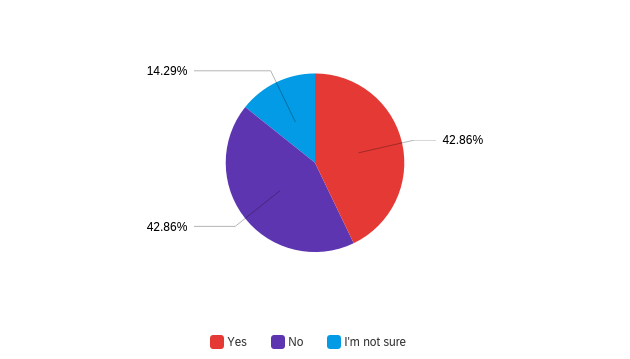 14.29%
42.86%
42.86%
Yes
No
I'm not sure